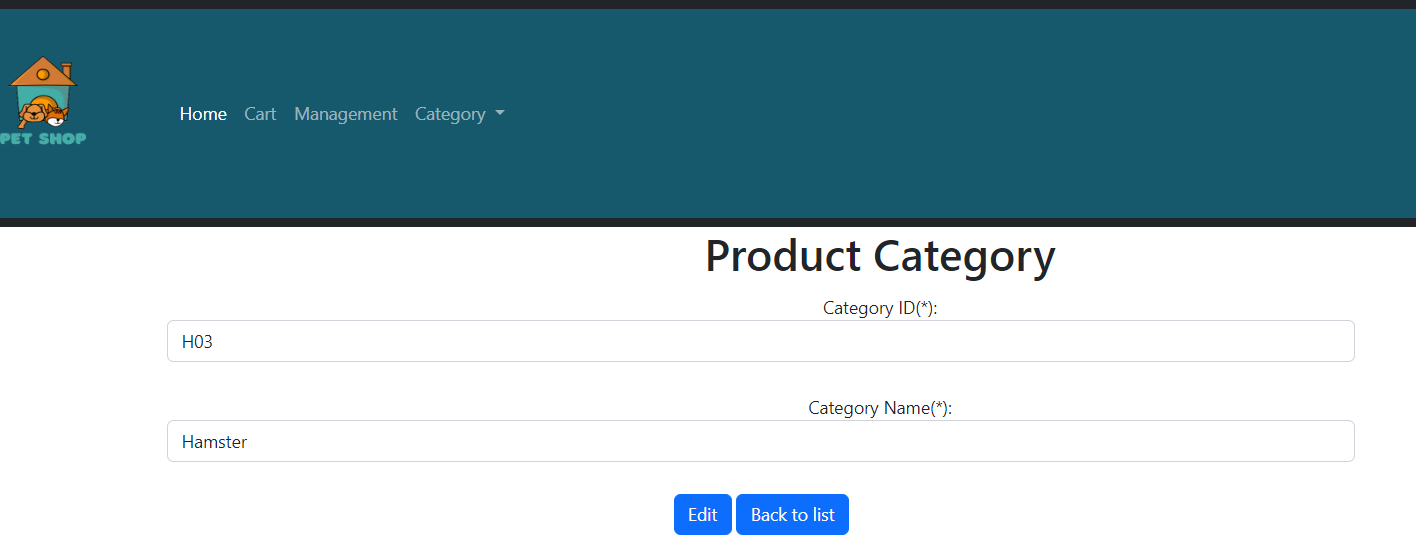 PET SHOP
Home Cart Management Category
Product Category
Category ID(*):
H03
Category Name(*):
Hamster
Edit Back to list